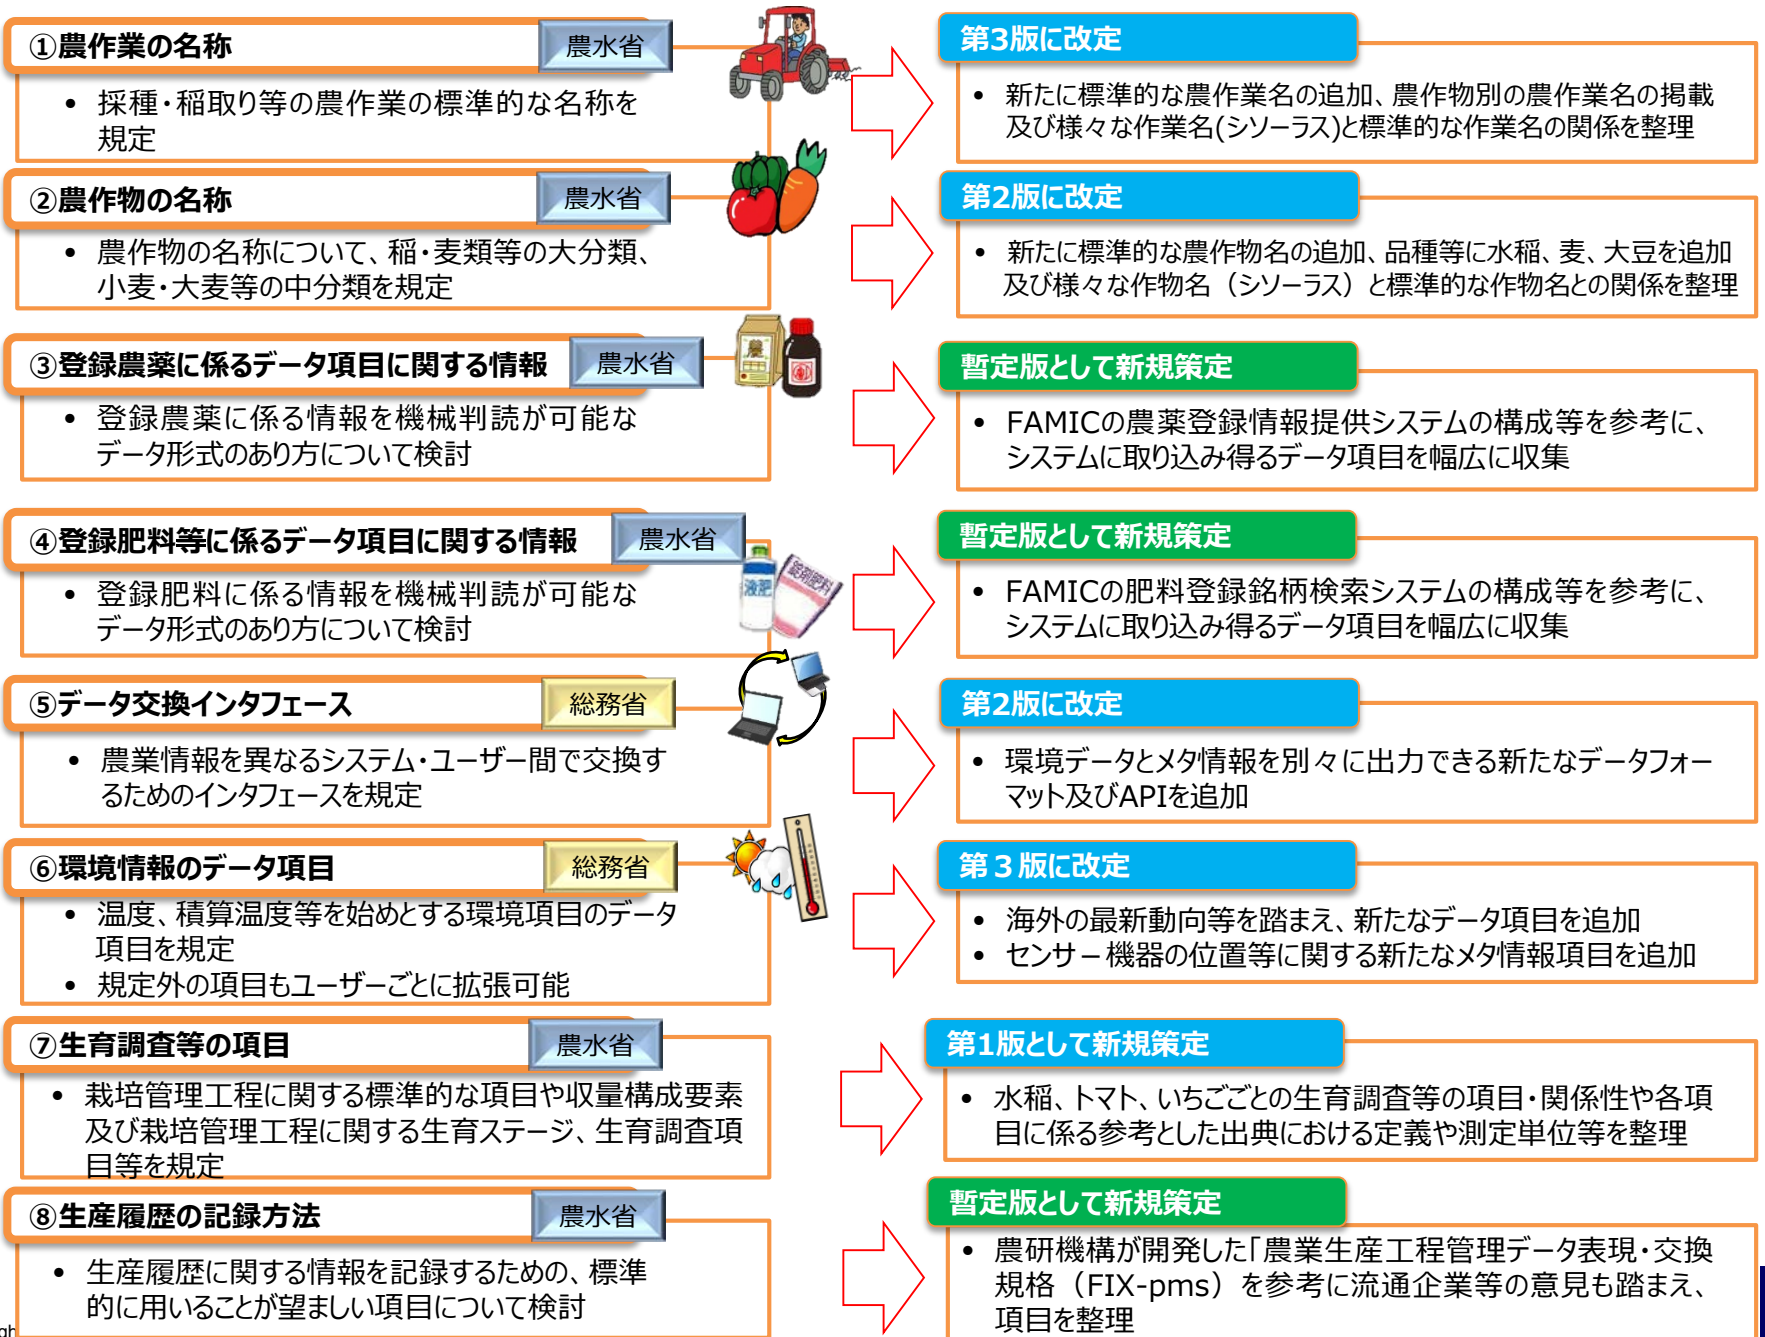 ①農作業の名称
農水省
• 採種・稲取り等の農作業の標準的な名称を
規定
第3版に改定
• 新たに標準的な農作業名の追加、農作物別の農作業名の掲載
及び様々な作業名(シソーラス)と標準的な作業名の関係を整理
②農作物の名称
農水省
• 農作物の名称について、稲・麦類等の大分類、
小麦・大麦等の中分類を規定
第2版に改定
• 新たに標準的な農作物名の追加、品種等に水稲、麦、大豆を追加
及び様々な作物名（シソーラス）と標準的な作物名との関係を整理
③登録農薬に係るデータ項目に関する情報
農水省
• 登録農薬に係る情報を機械判読が可能な
データ形式のあり方について検討
暫定版として新規策定
• FAMICの農薬登録情報提供システムの構成等を参考に、
システムに取り込み得るデータ項目を幅広に収集
④登録肥料等に係るデータ項目に関する情報
農水省
液肥
• 登録肥料に係る情報を機械判読が可能な
データ形式のあり方について検討
暫定版として新規策定
• FAMICの肥料登録銘柄検索システムの構成等を参考に、
システムに取り込み得るデータ項目を幅広に収集
⑤データ交換インタフェース
総務省
• 農業情報を異なるシステム・ユーザー間で交換す
るためのインタフェースを規定
第2版に改定
• 環境データとメタ情報を別々に出力できる新たなデータフォー
マット及びAPIを追加
⑥環境情報のデータ項目
総務省
• 温度、積算温度等を始めとする環境項目のデータ
項目を規定
• 規定外の項目もユーザーごとに拡張可能
第３版に改定
• 海外の最新動向等を踏まえ、新たなデータ項目を追加
• センサー機器の位置等に関する新たなメタ情報項目を追加
⑦生育調査等の項目
農水省
• 栽培管理工程に関する標準的な項目や収量構成要素
及び栽培管理工程に関する生育ステージ、生育調査項
目等を規定
第1版として新規策定
• 水稲、トマト、いちごごとの生育調査等の項目・関係性や各項
目に係る参考とした出典における定義や測定単位等を整理
⑧生産履歴の記録方法
農水省
• 生産履歴に関する情報を記録するための、標準
的に用いることが望ましい項目について検討
暫定版として新規策定
• 農研機構が開発した「農業生産工程管理データ表現・交換
規格（FIX-pms）を参考に流通企業等の意見も踏まえ、
項目を整理